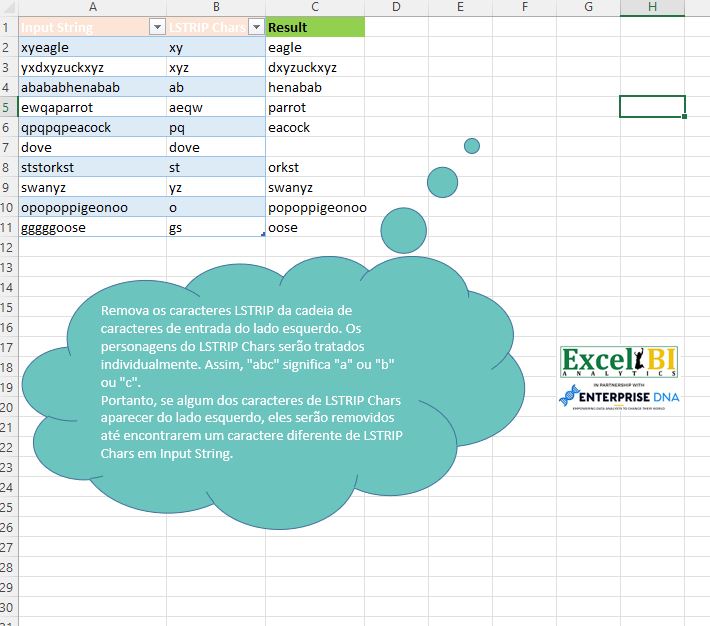 A B C D E F G H
1 Input String LSTRIP Chars Result
2 xyeagle xy eagle
3 yxdxyzuckxyz xyz dxyzuckxyz
4 abababhenabab ab henabab
5 ewqaparrot aeqw parrot
6 qpqpqpeacock pq eacock
7 dove dove
8 ststorkst st orkst
9 swanyz yz swanyz
10 opopoppigeonoo o popoppigeonoo
11 gggggoose gs oose
12
13
14
15
16
17
18
19
20
21
22
23
24
25
26
27
28
29
30
Remova os caracteres LSTRIP da cadeia de
caracteres de entrada do lado esquerdo. Os
personagens do LSTRIP Chars serão tratados
individualmente. Assim, "abc" significa "a" ou "b"
ou "c".
Portanto, se algum dos caracteres de LSTRIP Chars
aparecer do lado esquerdo, eles serão removidos
até encontrarem um caractere diferente de LSTRIP
Chars em Input String.
Excel BI
ANALYTICS
IN PARTNERSHIP WITH
ENTERPRISE DNA
EMPOWERING DATA ANALYSTS TO CHANGE THEIR WORLD